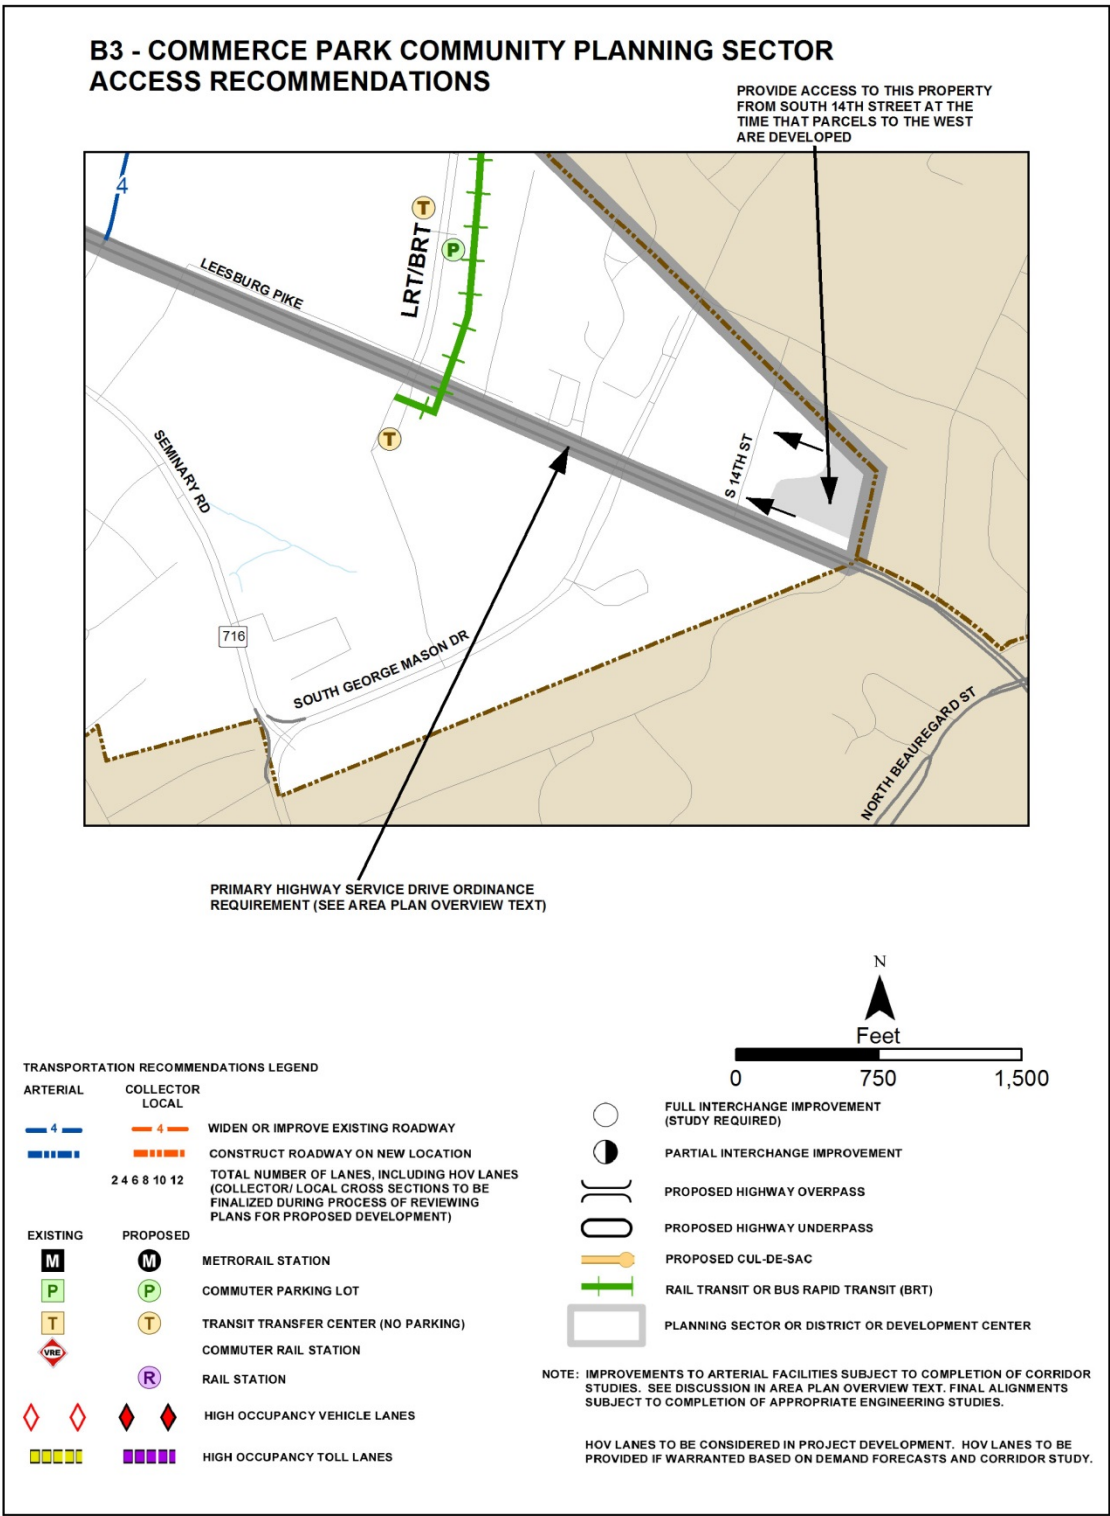 B3 - COMMERCE PARK COMMUNITY PLANNING SECTOR
ACCESS RECOMMENDATIONS
PROVIDE ACCESS TO THIS PROPERTY
FROM SOUTH 14TH STREET AT THE
TIME THAT PARCELS TO THE WEST
ARE DEVELOPED
4
T
P
LRT/BRT
LEESBURG PIKE
T
SEMINARY RD
S 14TH ST
716
SOUTH GEORGE MASON DR
NORTH BEAUREGARD ST
PRIMARY HIGHWAY SERVICE DRIVE ORDINANCE
REQUIREMENT (SEE AREA PLAN OVERVIEW TEXT)
N
Feet
0 750 1,500
TRANSPORTATION RECOMMENDATIONS LEGEND
ARTERIAL COLLECTOR
LOCAL
4 4 WIDEN OR IMPROVE EXISTING ROADWAY
CONSTRUCT ROADWAY ON NEW LOCATION
2 4 6 8 10 12 TOTAL NUMBER OF LANES, INCLUDING HOV LANES
(COLLECTOR/ LOCAL CROSS SECTIONS TO BE
FINALIZED DURING PROCESS OF REVIEWING
PLANS FOR PROPOSED DEVELOPMENT)
EXISTING PROPOSED
M M METRORAIL STATION
P P COMMUTER PARKING LOT
T T TRANSIT TRANSFER CENTER (NO PARKING)
VRE COMMUTER RAIL STATION
R RAIL STATION
HIGH OCCUPANCY VEHICLE LANES
HIGH OCCUPANCY TOLL LANES
FULL INTERCHANGE IMPROVEMENT
(STUDY REQUIRED)
PARTIAL INTERCHANGE IMPROVEMENT
PROPOSED HIGHWAY OVERPASS
PROPOSED HIGHWAY UNDERPASS
PROPOSED CUL-DE-SAC
RAIL TRANSIT OR BUS RAPID TRANSIT (BRT)
PLANNING SECTOR OR DISTRICT OR DEVELOPMENT CENTER
NOTE: IMPROVEMENTS TO ARTERIAL FACILITIES SUBJECT TO COMPLETION OF CORRIDOR
STUDIES. SEE DISCUSSION IN AREA PLAN OVERVIEW TEXT. FINAL ALIGNMENTS
SUBJECT TO COMPLETION OF APPROPRIATE ENGINEERING STUDIES.
HOV LANES TO BE CONSIDERED IN PROJECT DEVELOPMENT. HOV LANES TO BE
PROVIDED IF WARRANTED BASED ON DEMAND FORECASTS AND CORRIDOR STUDY.